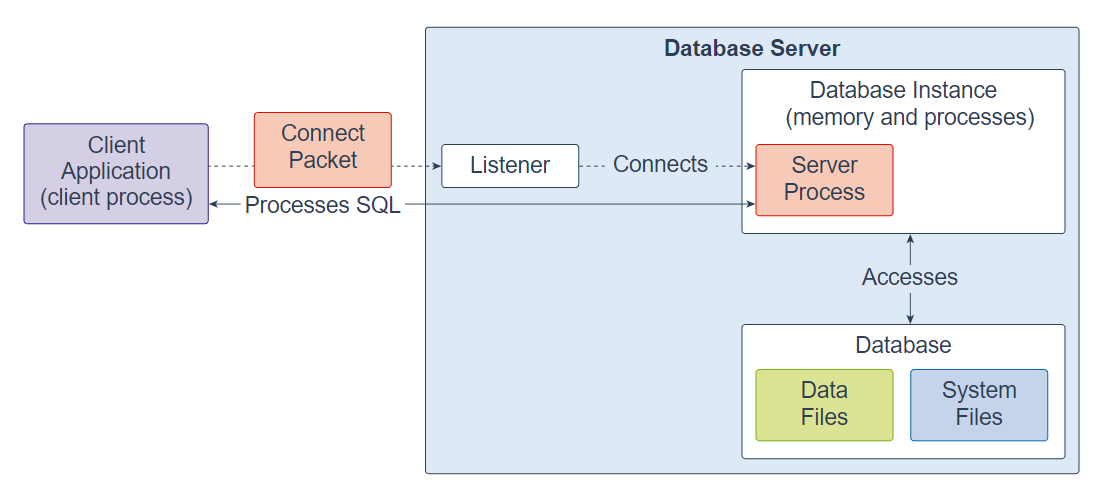 Database Server
Database Instance
(memory and processes)
Client
Application
(client process)
Connect
Packet
Listener
Connects
Server
Process
Processes SQL
Accesses
Database
Data
Files
System
Files